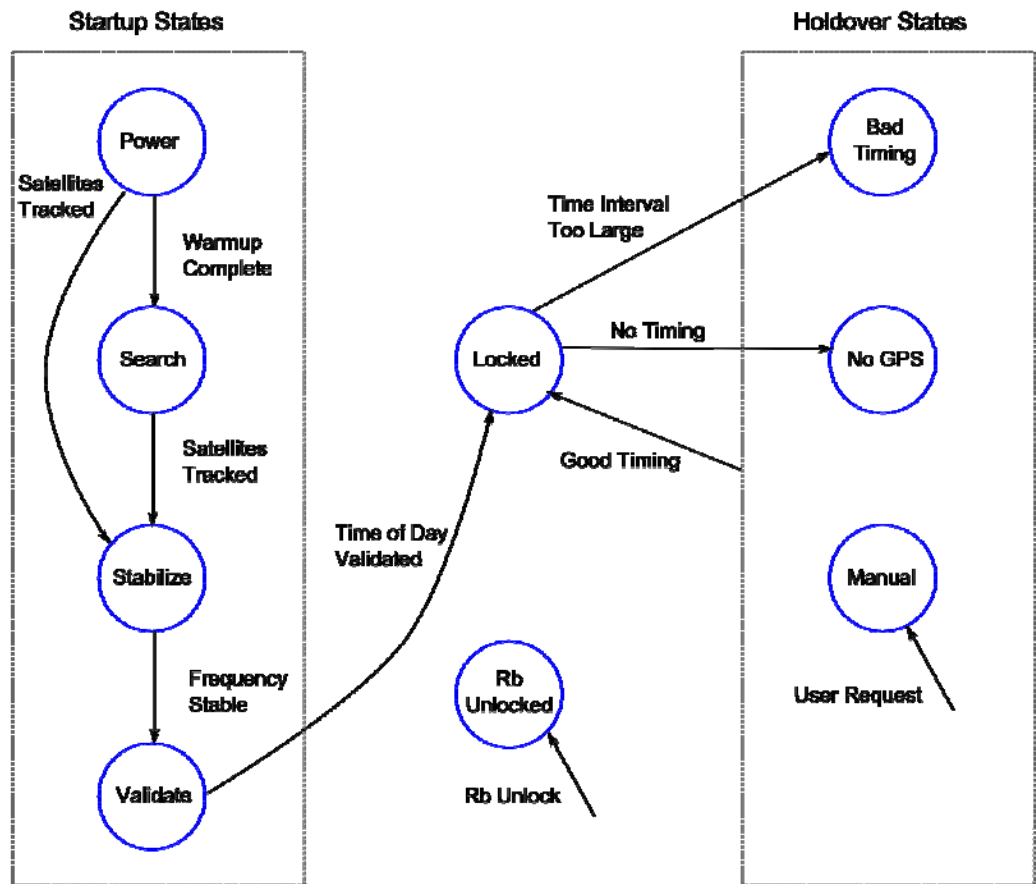 Startup States
Holdover States
Power
Satellites
Tracked
Warmup
Complete
Search
Satellites
Tracked
Stabilize
Frequency
Stable
Validate
Time of Day
Validated
Locked
Time Interval
Too Large
No Timing
Good Timing
Rb
Unlocked
Rb Unlock
Bad
Timing
No GPS
Manual
User Request